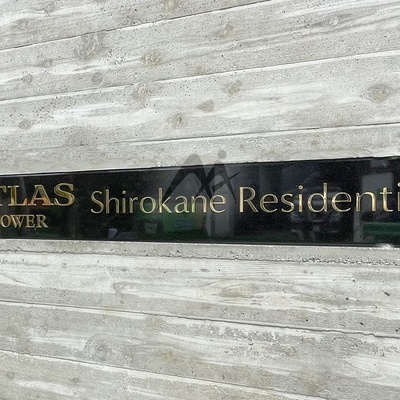 TLAS
OWER
Shirokane Residenti